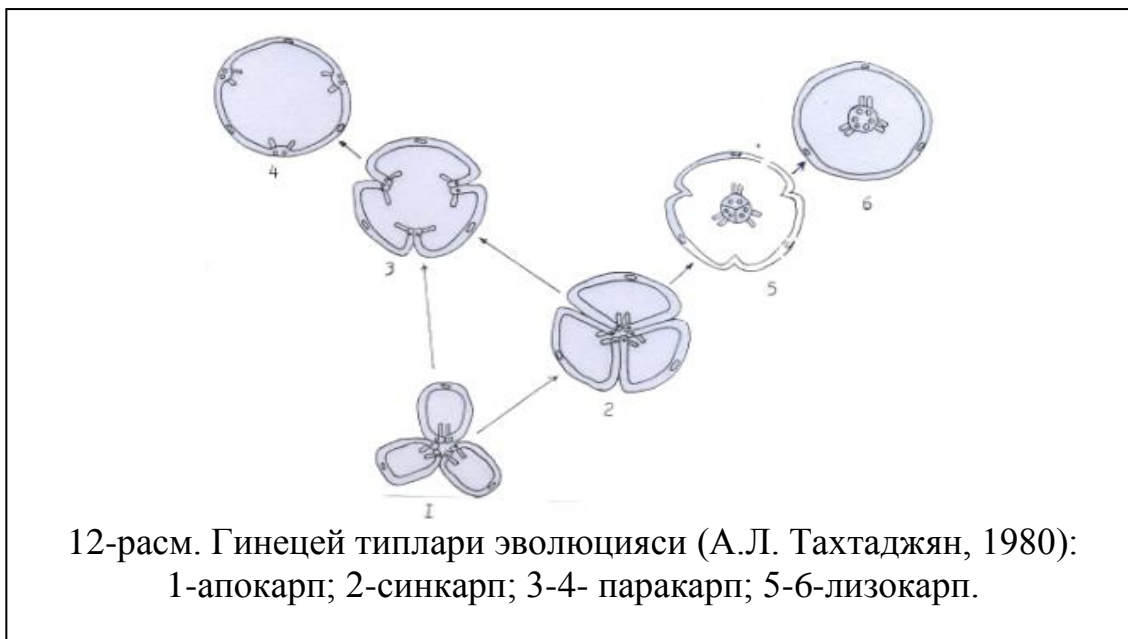 4
3
6
5
2
I
12-расм. Гинецей типлари эволюцияси (А.Л. Тахтаджян, 1980):
1-апокарп; 2-синкарп; 3-4- паракарп; 5-6-лизокарп.